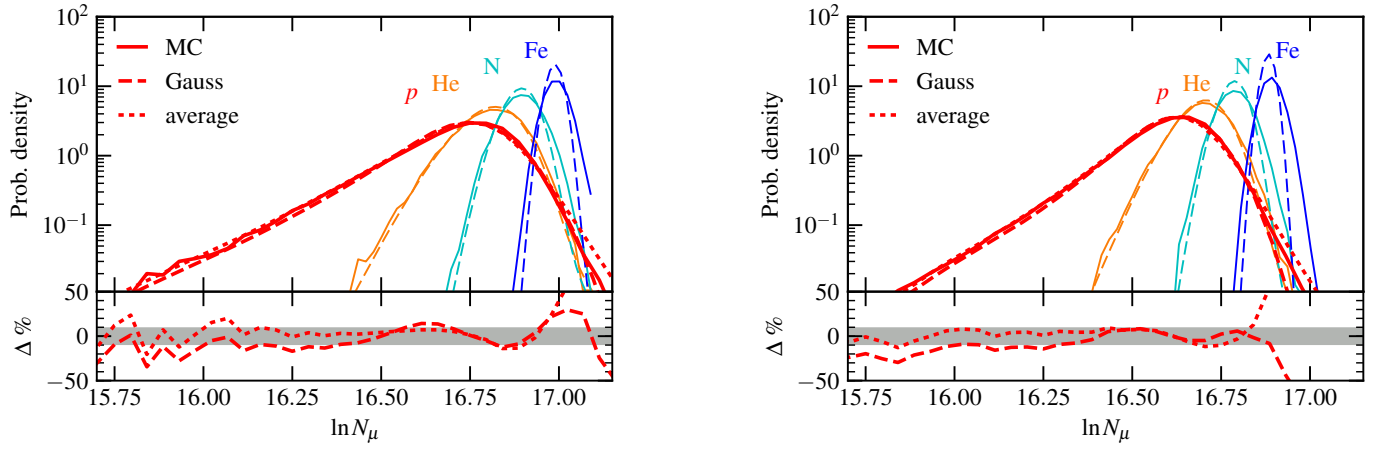 10²
10¹
10⁰
10⁻¹
Prob. density
MC
Gauss
average
p
He
N
Fe
50
0
−50
Δ %
15.75 16.00 16.25 16.50 16.75 17.00
ln Nμ
10²
10¹
10⁰
10⁻¹
Prob. density
MC
Gauss
average
p
He
N
Fe
50
0
−50
Δ %
15.75 16.00 16.25 16.50 16.75 17.00
ln Nμ